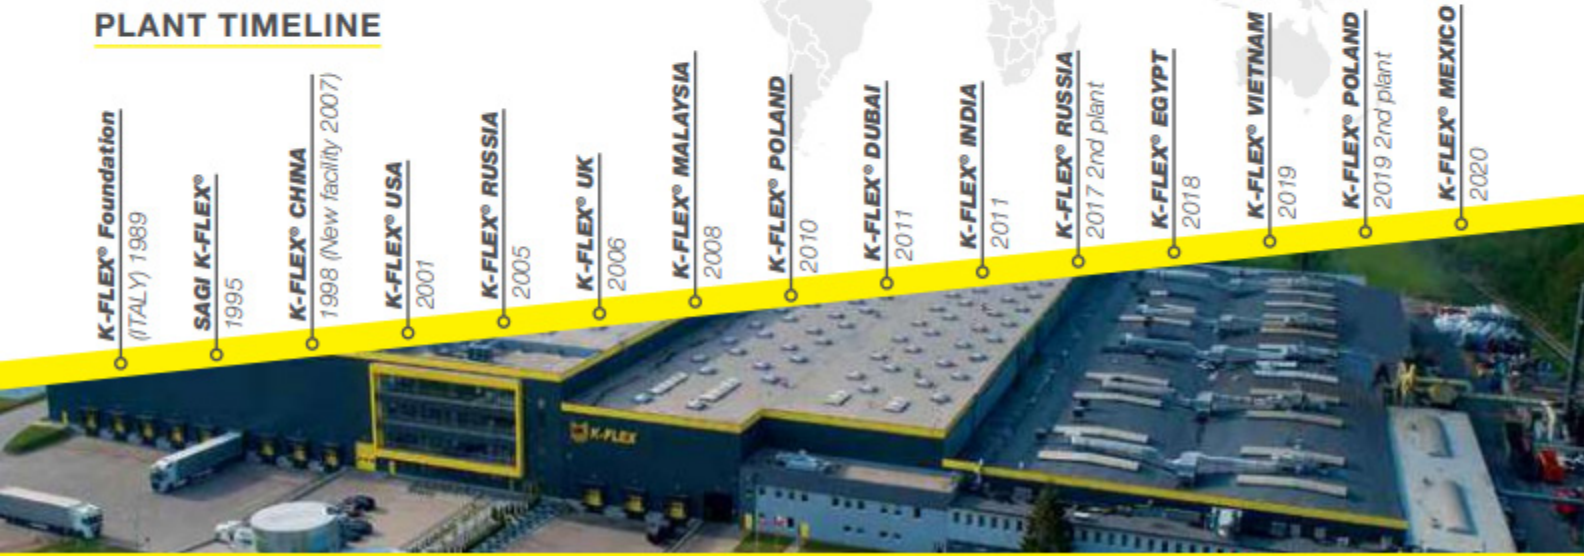 PLANT TIMELINE
K-FLEX® Foundation
(ITALY) 1989
SAGI K-FLEX®
1995
K-FLEX® CHINA
1998 (New facility 2007)
K-FLEX® USA
2001
K-FLEX® RUSSIA
2005
K-FLEX® UK
2006
K-FLEX® MALAYSIA
2008
K-FLEX® POLAND
2010
K-FLEX® DUBAI
2011
K-FLEX® INDIA
2011
K-FLEX® RUSSIA
2017 2nd plant
K-FLEX® EGYPT
2018
K-FLEX® VIETNAM
2019
K-FLEX® POLAND
2019 2nd plant
K-FLEX® MEXICO
2020
K-FLEX